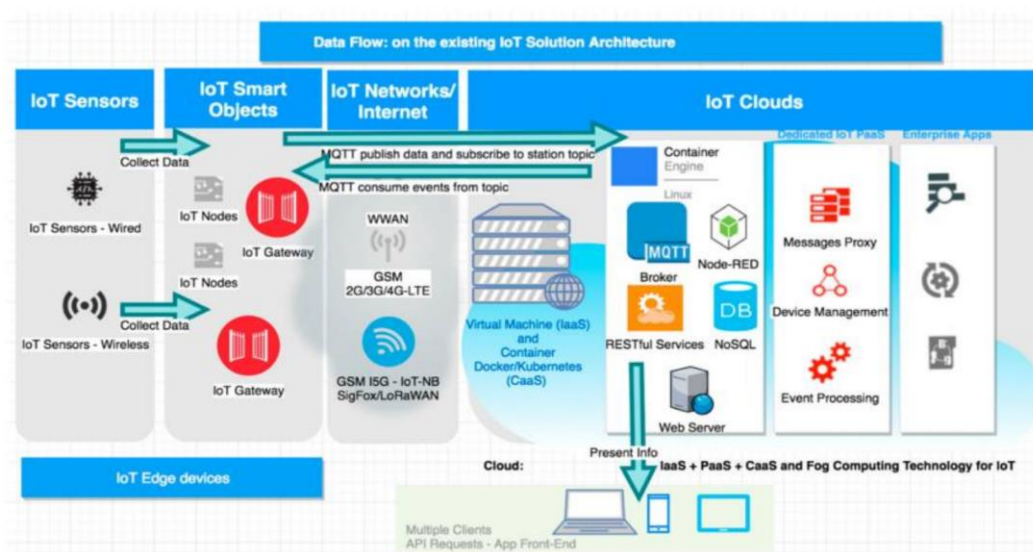 Data Flow: on the existing IoT Solution Architecture
IoT Sensors
IoT Smart
Objects
IoT Networks/
Internet
IoT Clouds
Dedicated IoT PaaS
Enterprise Apps
Collect Data
MQTT publish data and subscribe to station topic
MQTT consume events from topic
IoT Sensors - Wired
IoT Nodes
IoT Gateway
IoT Nodes
Collect Data
IoT Sensors - Wireless
IoT Gateway
WWAN
GSM
2G/3G/4G-LTE
GSM I5G - IoT-NB
SigFox/LoRaWAN
Virtual Machine (IaaS)
and
Container
Docker/Kubernetes
(CaaS)
Container
Engine
Linux
MQTT
Broker
Node-RED
RESTful Services
DB
NoSQL
Web Server
Messages Proxy
Device Management
Event Processing
Present Info
IoT Edge devices
Cloud:
IaaS + PaaS + CaaS and Fog Computing Technology for IoT
Multiple Clients
API Requests - App Front-End